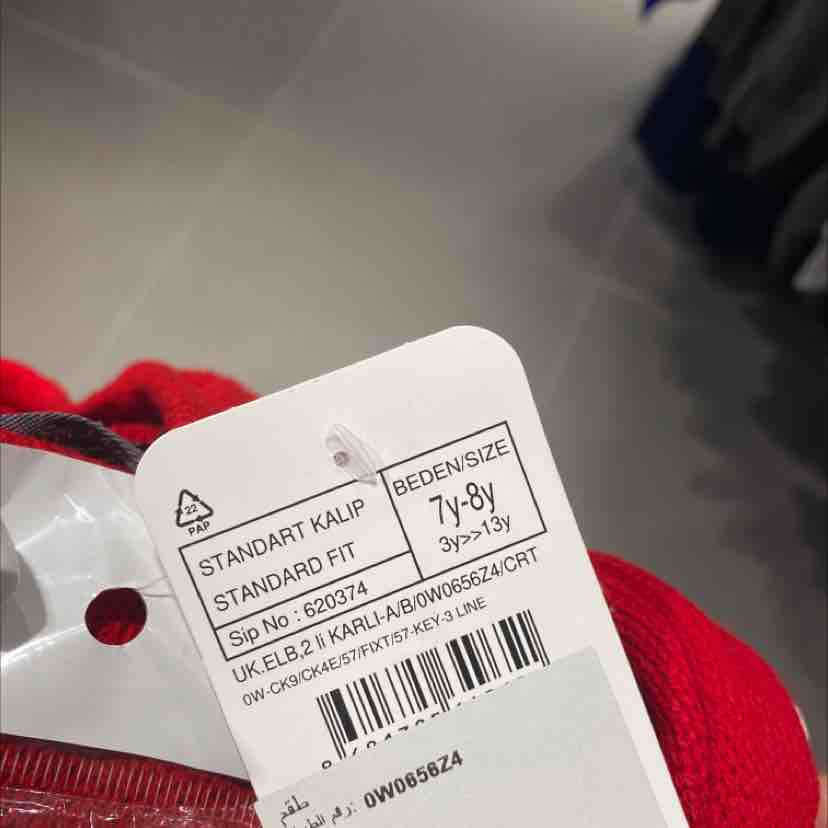 22
PAP
STANDART KALIP
STANDARD FIT
BEDEN/SIZE
7y-8y
3y>>13y
Sip No : 620374
UK.ELB,2 li KARLI-A/B/0W0656Z4/CRT
0W-CK9/CK4E/57/FIXT/57-KEY-3 LINE
طقم
0W0656Z4